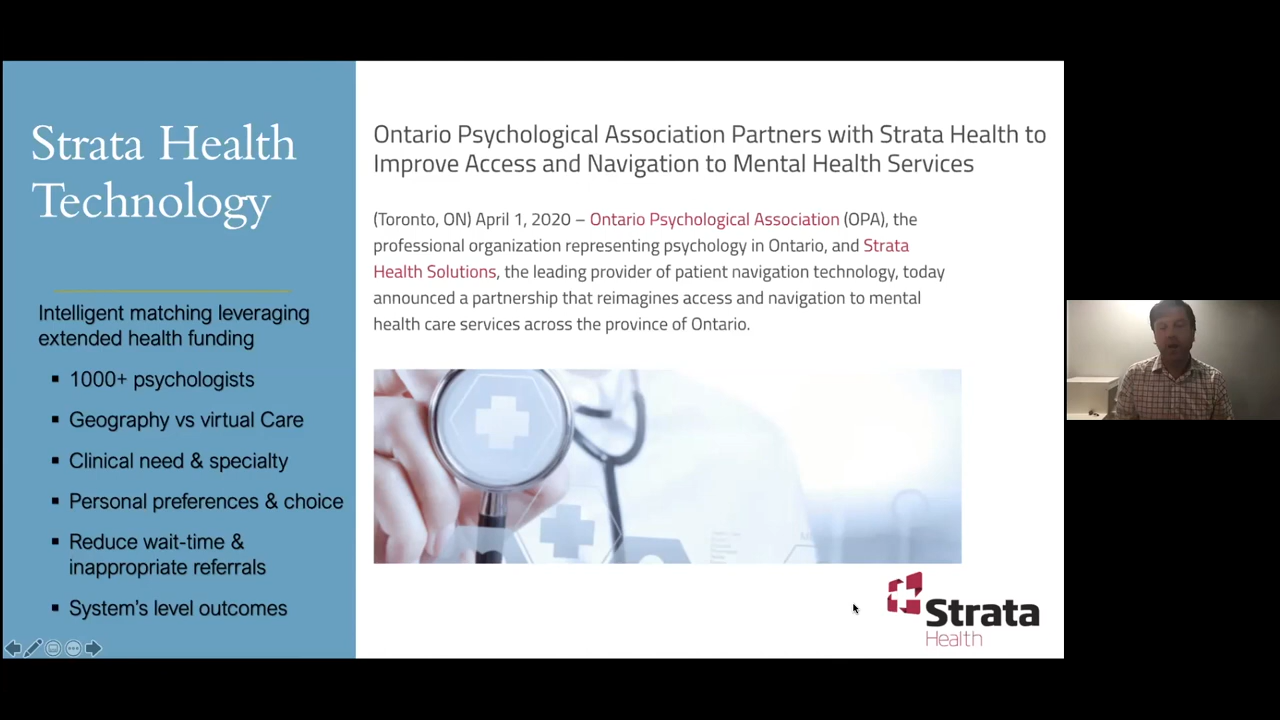 Strata Health
Technology
Intelligent matching leveraging
extended health funding
▪ 1000+ psychologists
▪ Geography vs virtual Care
▪ Clinical need & specialty
▪ Personal preferences & choice
▪ Reduce wait-time &
inappropriate referrals
▪ System's level outcomes
Ontario Psychological Association Partners with Strata Health to
Improve Access and Navigation to Mental Health Services
(Toronto, ON) April 1, 2020 – Ontario Psychological Association (OPA), the
professional organization representing psychology in Ontario, and Strata
Health Solutions, the leading provider of patient navigation technology, today
announced a partnership that reimagines access and navigation to mental
health care services across the province of Ontario.
Strata
Health